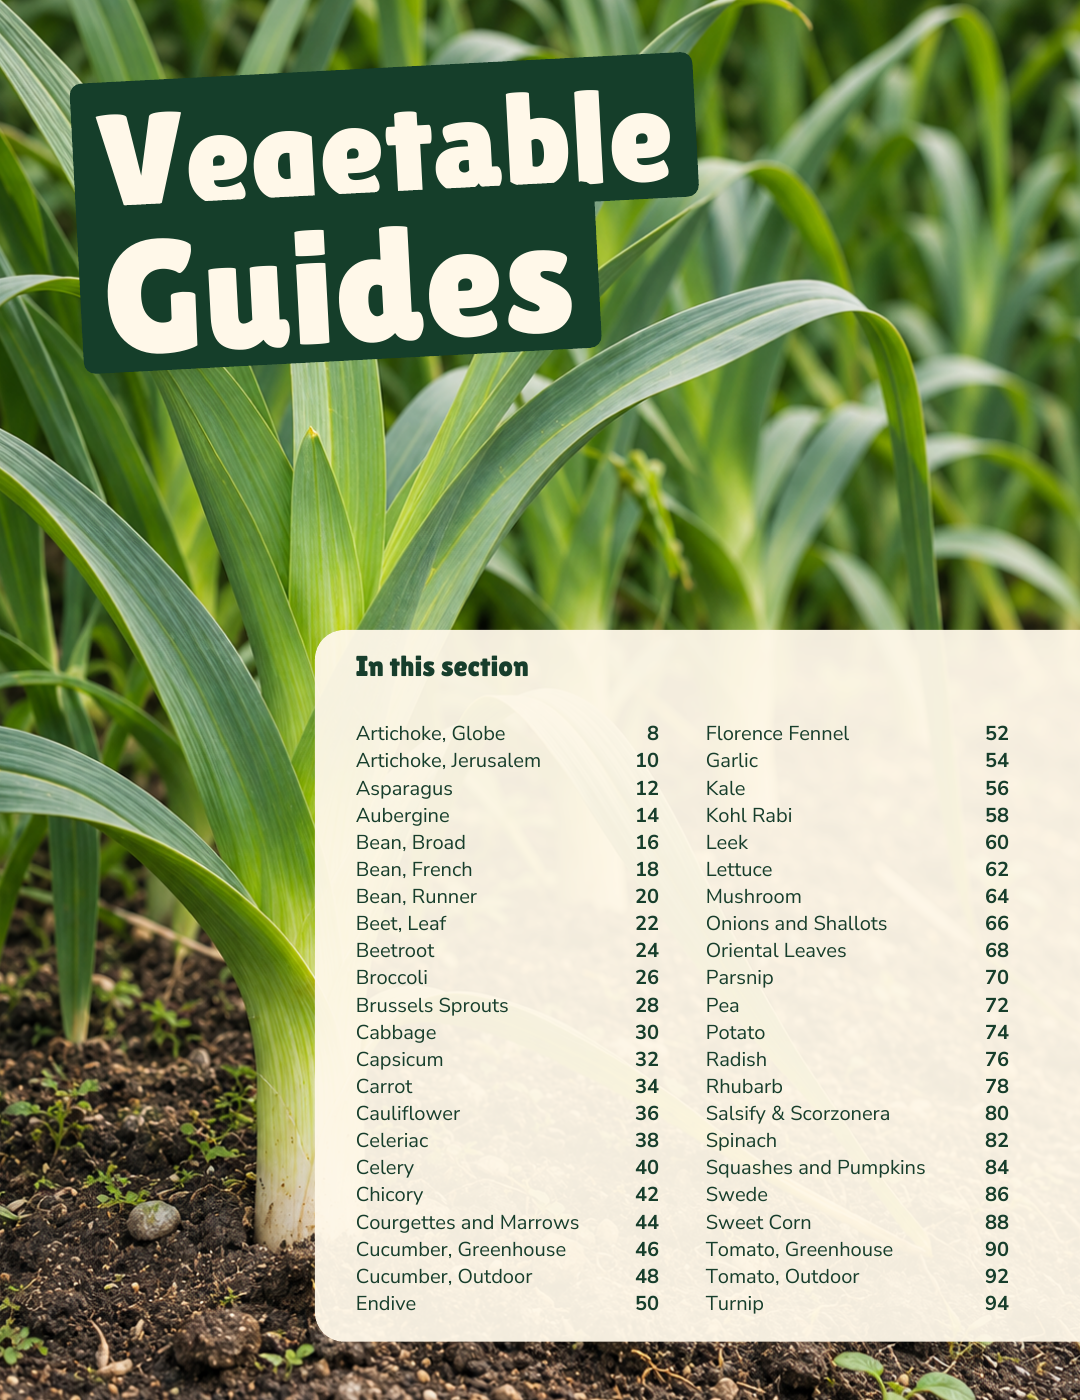 Vegetable
Guides
In this section
Artichoke, Globe 8
Artichoke, Jerusalem 10
Asparagus 12
Aubergine 14
Bean, Broad 16
Bean, French 18
Bean, Runner 20
Beet, Leaf 22
Beetroot 24
Broccoli 26
Brussels Sprouts 28
Cabbage 30
Capsicum 32
Carrot 34
Cauliflower 36
Celeriac 38
Celery 40
Chicory 42
Courgettes and Marrows 44
Cucumber, Greenhouse 46
Cucumber, Outdoor 48
Endive 50
Florence Fennel 52
Garlic 54
Kale 56
Kohl Rabi 58
Leek 60
Lettuce 62
Mushroom 64
Onions and Shallots 66
Oriental Leaves 68
Parsnip 70
Pea 72
Potato 74
Radish 76
Rhubarb 78
Salsify & Scorzonera 80
Spinach 82
Squashes and Pumpkins 84
Swede 86
Sweet Corn 88
Tomato, Greenhouse 90
Tomato, Outdoor 92
Turnip 94